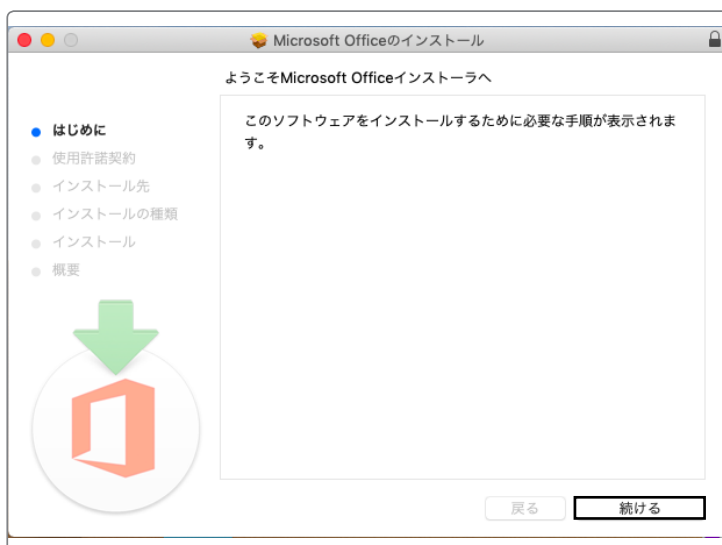 Microsoft Officeのインストール
ようこそMicrosoft Officeインストーラへ
はじめに
使用許諾契約
インストール先
インストールの種類
インストール
概要
このソフトウェアをインストールするために必要な手順が表示されま
す。
戻る
続ける